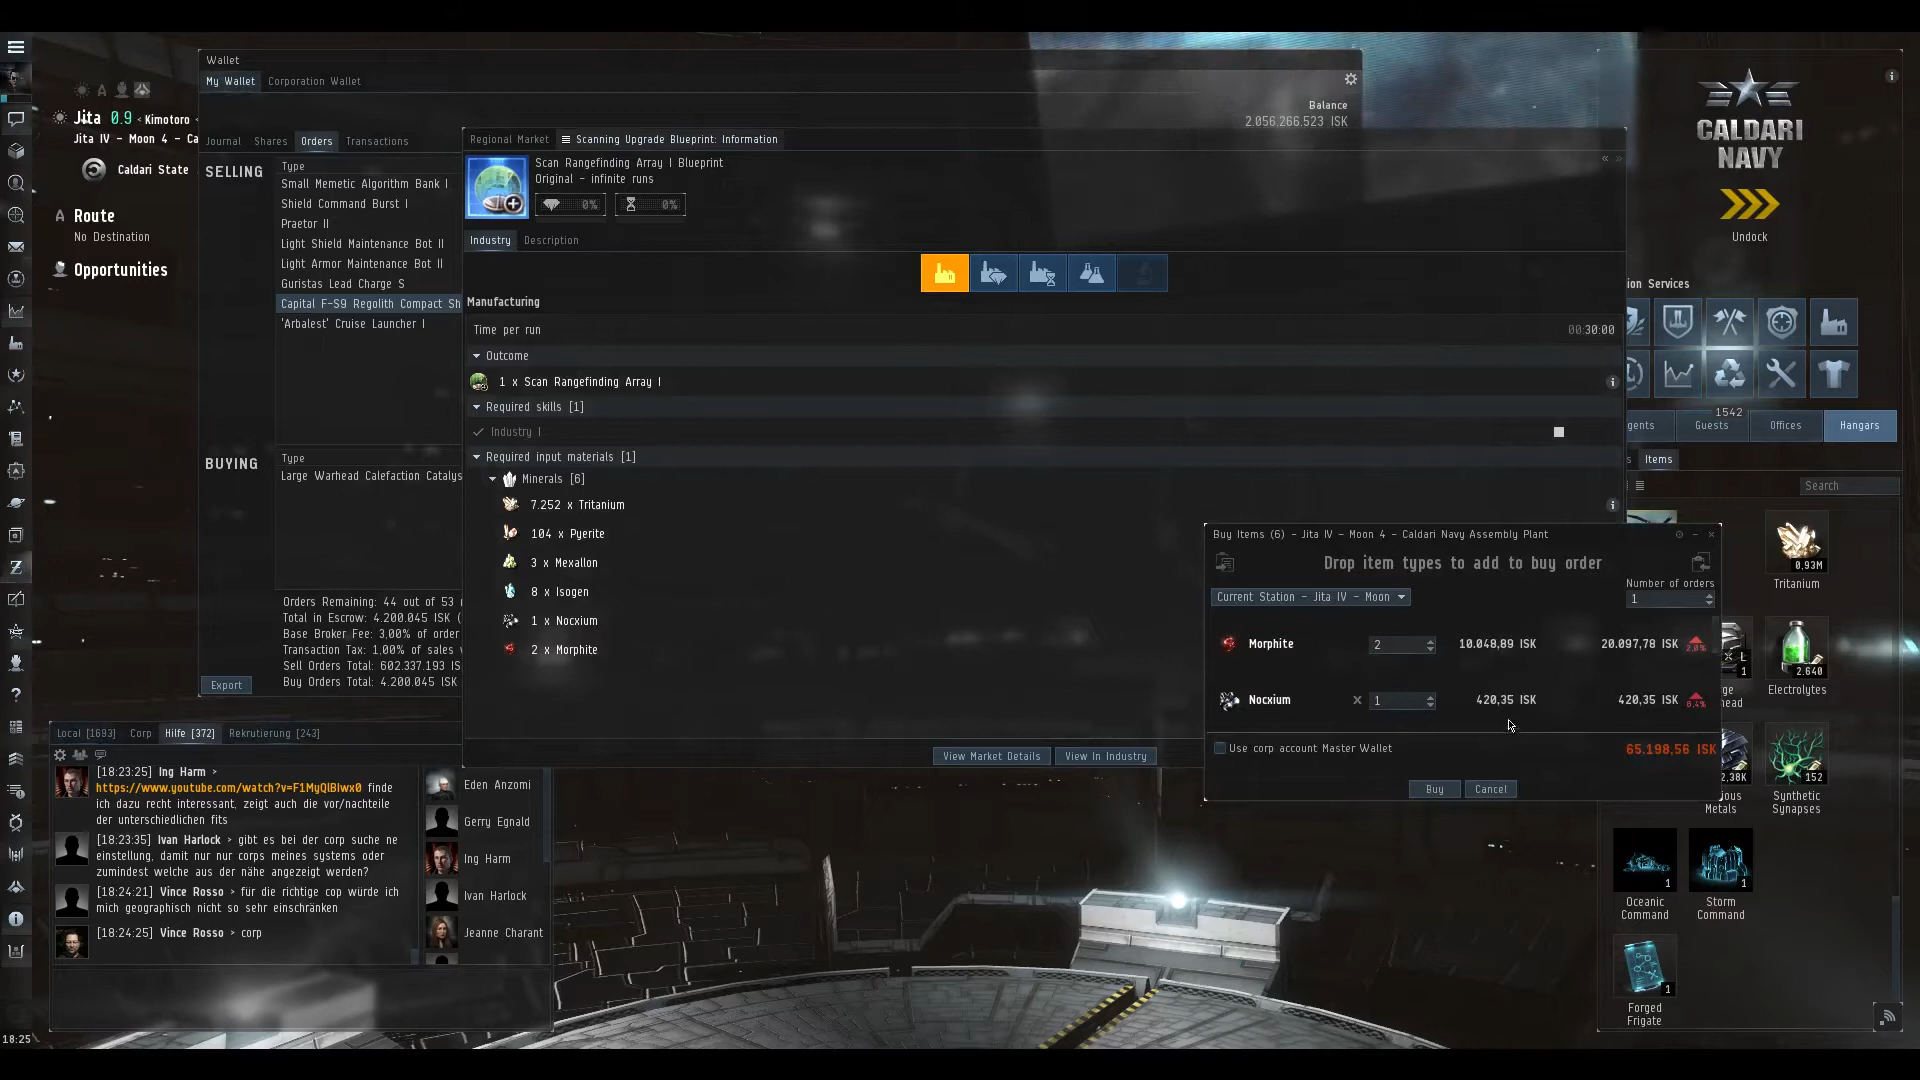 Wallet
My Wallet
Corporation Wallet
Balance
2.056.266.523 ISK
Journal
Shares
Orders
Transactions
SELLING
Type
Small Memetic Algorithm Bank I
Shield Command Burst I
Praetor II
Light Shield Maintenance Bot II
Light Armor Maintenance Bot II
Guristas Lead Charge S
Capital F-S9 Regolith Compact Sh
'Arbalest' Cruise Launcher I
BUYING
Type
Large Warhead Calefaction Catalys
Orders Remaining: 44 out of 53
Total in Escrow: 4.200.045 ISK (
Base Broker Fee: 3,00% of order
Transaction Tax: 1,00% of sales
Sell Orders Total: 602.337.193 IS
Buy Orders Total: 4.200.045 ISK
Export
Jita 0.9 < Kimotoro <
Jita IV - Moon 4 - Ca
Caldari State
Route
No Destination
Opportunities
Regional Market
Scanning Upgrade Blueprint: Information
Scan Rangefinding Array I Blueprint
Original - infinite runs
0%
0%
Industry
Description
Manufacturing
Time per run
00:30:00
Outcome
1 x Scan Rangefinding Array I
Required skills [1]
Industry I
Required input materials [1]
Minerals [6]
7.252 x Tritanium
104 x Pyerite
3 x Mexallon
8 x Isogen
1 x Nocxium
2 x Morphite
View Market Details
View In Industry
Buy Items (6) - Jita IV - Moon 4 - Caldari Navy Assembly Plant
Drop item types to add to buy order
Number of orders
Current Station - Jita IV - Moon
1
Morphite
2
10.048,89 ISK
20.097,78 ISK
2,0%
Nocxium
X
1
420,35 ISK
420,35 ISK
6,4%
Use corp account Master Wallet
65.198,56 ISK
Buy
Cancel
CALDARI
NAVY
Undock
ion Services
1542
gents
Guests
Offices
Hangars
s
Items
Search
0,93M
Tritanium
X L
1
rge
head
2.640
Electrolytes
2,38K
ious
Metals
152
Synthetic
Synapses
1
Oceanic
Command
1
Storm
Command
1
Forged
Frigate
Local [1693]
Corp
Hilfe [372]
Rekrutierung [243]
[18:23:25] Ing Harm >
https://www.youtube.com/watch?v=F1MyQlBlwx0 finde
ich dazu recht interessant, zeigt auch die vor/nachteile
der unterschiedlichen fits
[18:23:35] Ivan Harlock > gibt es bei der corp suche ne
einstellung, damit nur nur corps meines systems oder
zumindest welche aus der nähe angezeigt werden?
[18:24:21] Vince Rosso > für die richtige cop würde ich
mich geographisch nicht so sehr einschränken
[18:24:25] Vince Rosso > corp
Eden Anzomi
Gerry Egnald
Ing Harm
Ivan Harlock
Jeanne Charant
18:25